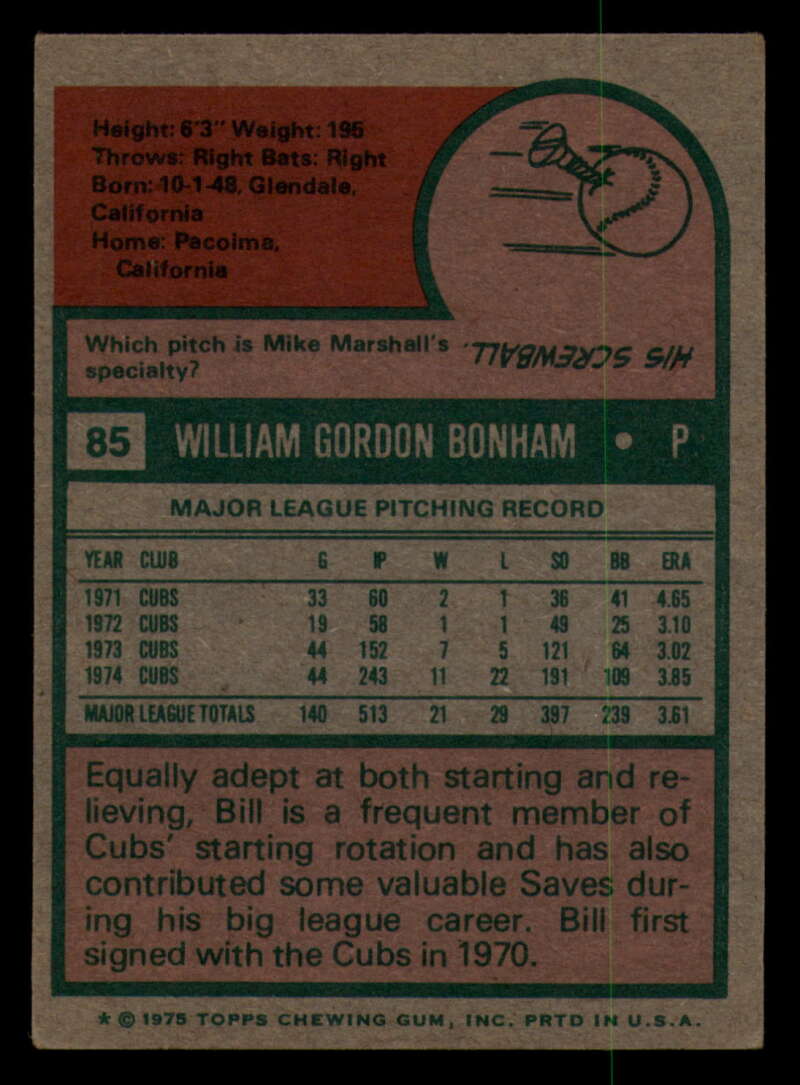 Height: 6'3" Weight: 195
Throws: Right Bats: Right
Born: 10-1-48, Glendale,
California
Home: Pacoima,
California
Which pitch is Mike Marshall's
specialty?
HIS SCREWBALL.
85 WILLIAM GORDON BONHAM • P
MAJOR LEAGUE PITCHING RECORD
YEAR CLUB G IP W L SO BB ERA
1971 CUBS 33 60 2 1 36 41 4.65
1972 CUBS 19 58 1 1 49 25 3.10
1973 CUBS 44 152 7 5 121 64 3.02
1974 CUBS 44 243 11 22 191 109 3.85
MAJOR LEAGUE TOTALS 140 513 21 29 397 239 3.61
Equally adept at both starting and re-
lieving, Bill is a frequent member of
Cubs' starting rotation and has also
contributed some valuable Saves dur-
ing his big league career. Bill first
signed with the Cubs in 1970.
* © 1975 TOPPS CHEWING GUM, INC. PRTD IN U.S.A.